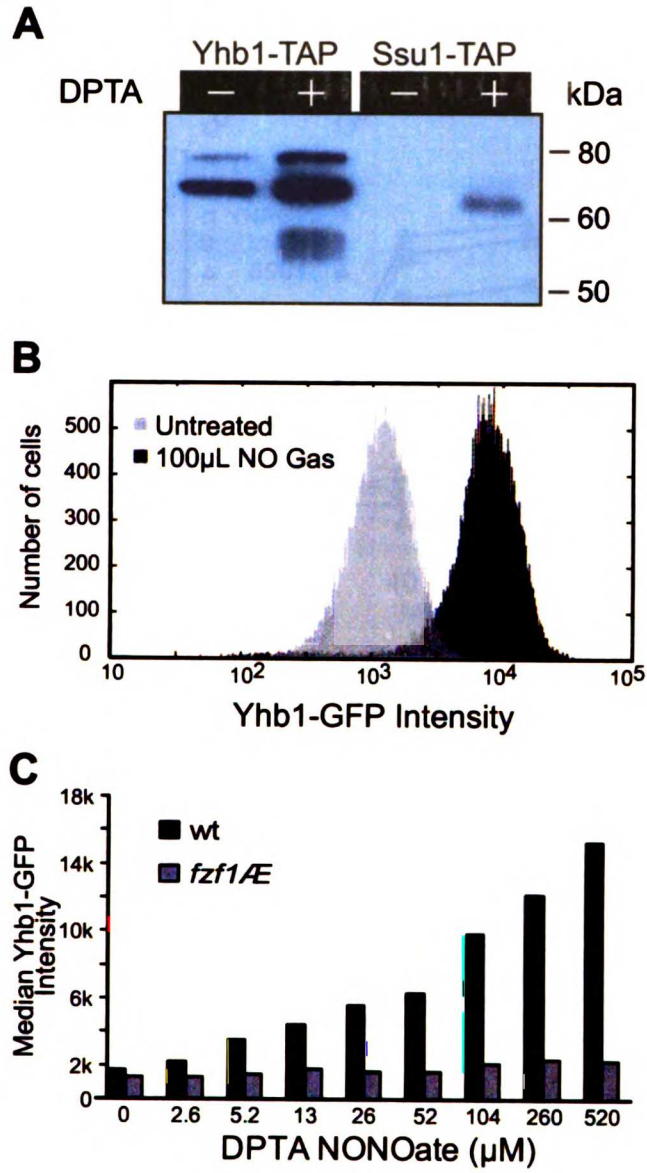 A
Yhb1-TAP Ssu1-TAP
DPTA − + − + kDa
80
60
50
B
Untreated
100µL NO Gas
Number of cells
500
400
300
200
100
0
10 10² 10³ 10⁴ 10⁵
Yhb1-GFP Intensity
C
wt
fzf1Æ
Median Yhb1-GFP
Intensity
18k
14k
10k
6k
2k
0
0 2.6 5.2 13 26 52 104 260 520
DPTA NONOate (µM)